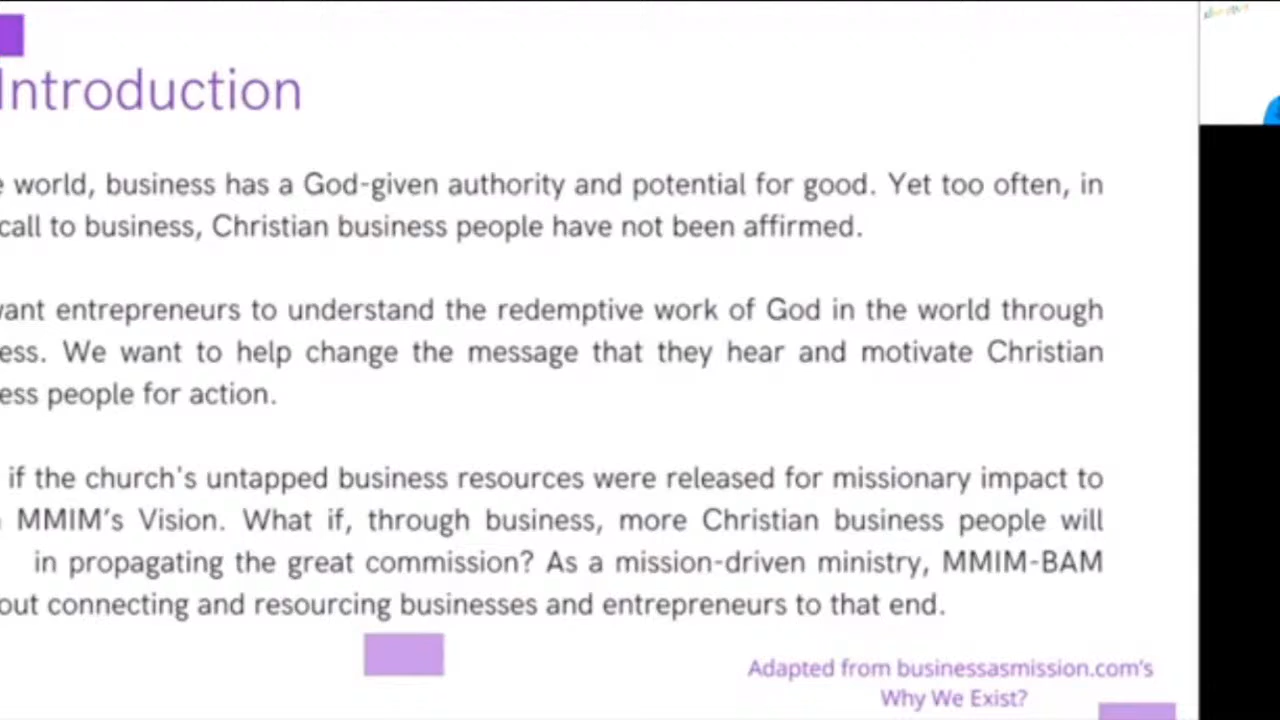 Introduction
world, business has a God-given authority and potential for good. Yet too often, in
call to business, Christian business people have not been affirmed.
entrepreneurs to understand the redemptive work of God in the world through
We want to help change the message that they hear and motivate Christian
people for action.
if the church's untapped business resources were released for missionary impact to
MMIM's Vision. What if, through business, more Christian business people will
in propagating the great commission? As a mission-driven ministry, MMIM-BAM
connecting and resourcing businesses and entrepreneurs to that end.
Adapted from businessasmission.com's
Why We Exist?